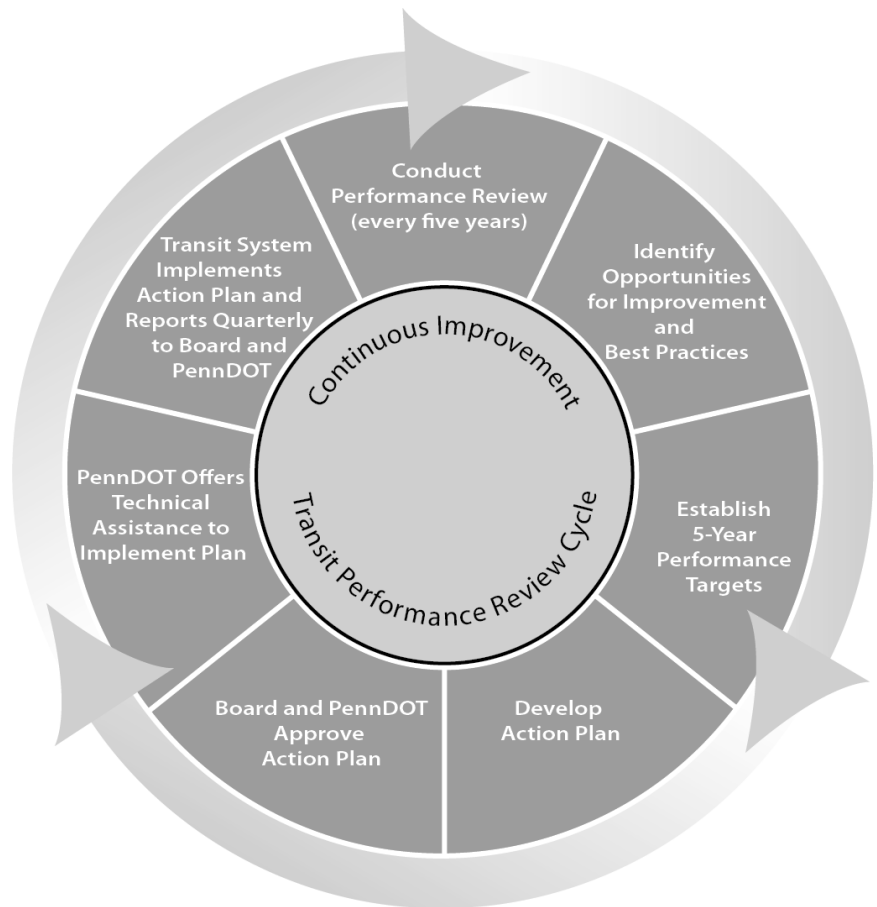 Conduct
Performance Review
(every five years)
Identify
Opportunities
for Improvement
and
Best Practices
Establish
5-Year
Performance
Targets
Develop
Action Plan
Board and PennDOT
Approve
Action Plan
PennDOT Offers
Technical
Assistance to
Implement Plan
Transit System
Implements
Action Plan and
Reports Quarterly
to Board and
PennDOT
Continuous Improvement
Transit Performance Review Cycle